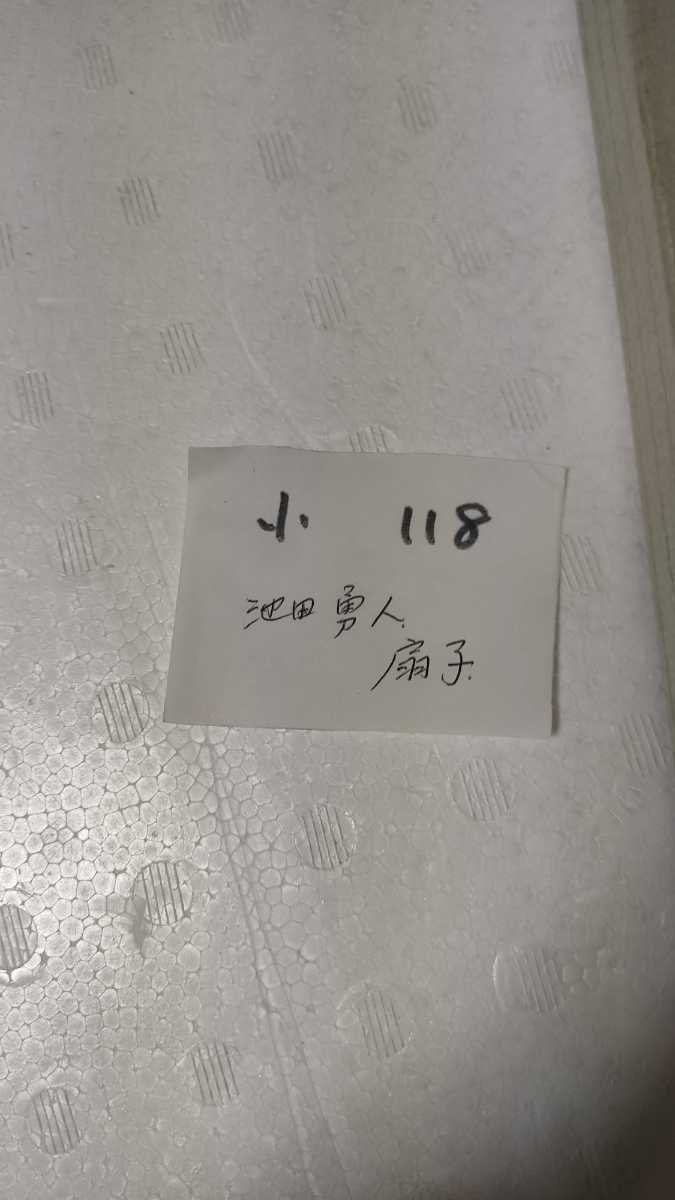 小 118
池田勇人
扇子